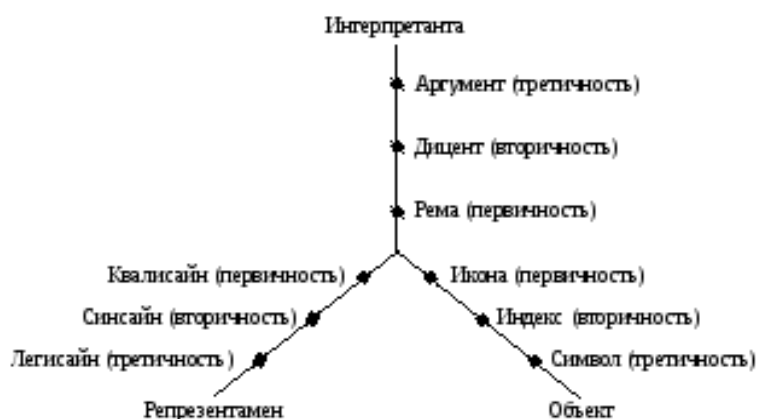 Интерпретанта
Аргумент (третичность)
Дицент (вторичность)
Рема (первичность)
Квалисайн (первичность)
Икона (первичность)
Синсайн (вторичность)
Индекс (вторичность)
Легисайн (третичность)
Символ (третичность)
Репрезентамен
Объект